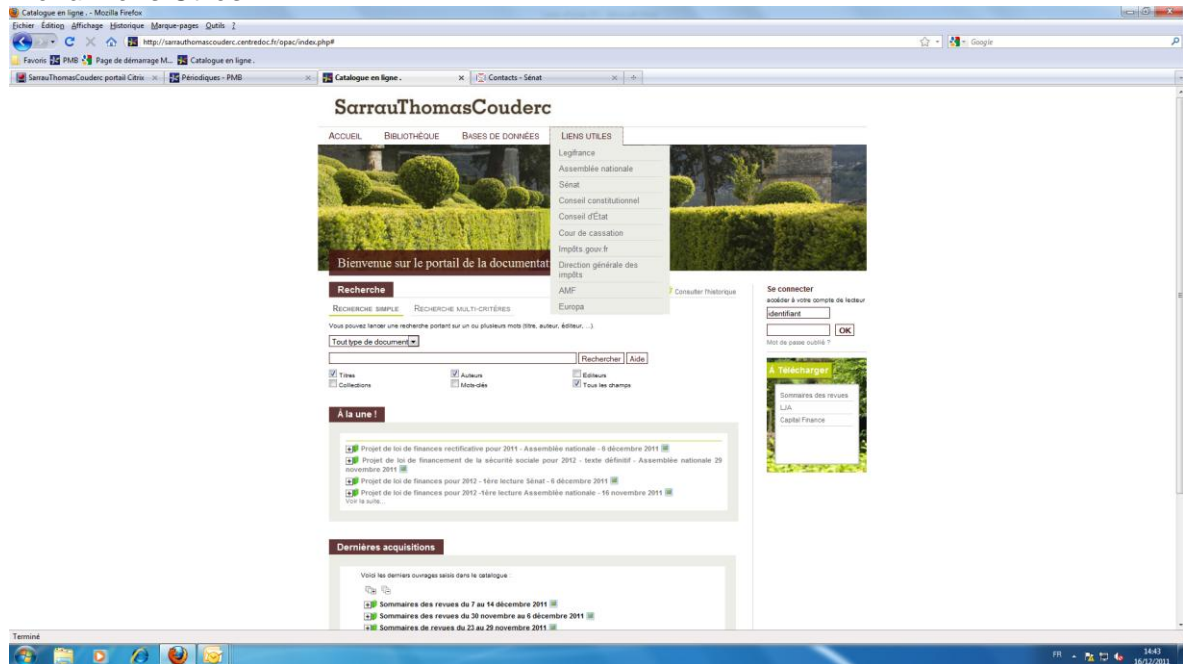 Catalogue en ligne . - Mozilla Firefox
Fichier Édition Affichage Historique Marque-pages Outils ?
http://sarrauthomascouderc.centredoc.fr/opac/index.php#
Google
Favoris PMB Page de démarrage M... Catalogue en ligne .
SarrauThomasCouderc portail Citrix
Périodiques - PMB
Catalogue en ligne .
Contacts - Sénat
SarrauThomasCouderc
ACCUEIL BIBLIOTHÈQUE BASES DE DONNÉES LIENS UTILES
Legifrance
Assemblée nationale
Sénat
Conseil constitutionnel
Conseil d'État
Cour de cassation
Impôts.gouv.fr
Direction générale des
impôts
AMF
Europa
Bienvenue sur le portail de la documentat
Recherche
Consulter l'historique
RECHERCHE SIMPLE RECHERCHE MULTI-CRITÈRES
Vous pouvez lancer une recherche portant sur un ou plusieurs mots (titre, auteur, éditeur, ...).
Tout type de document
Rechercher Aide
Titres Auteurs Editeurs
Collections Mots-clés Tous les champs
Se connecter
accéder à votre compte de lecteur
identifiant
OK
Mot de passe oublié ?
À Télécharger
Sommaires des revues
LJA
Capital Finance
À la une !
Projet de loi de finances rectificative pour 2011 - Assemblée nationale - 6 décembre 2011
Projet de loi de financement de la sécurité sociale pour 2012 - texte définitif - Assemblée nationale 29
novembre 2011
Projet de loi de finances pour 2012 - 1ère lecture Sénat - 6 décembre 2011
Projet de loi de finances pour 2012 -1ère lecture Assemblée nationale - 16 novembre 2011
Voir la suite...
Dernières acquisitions
Voici les derniers ouvrages saisis dans le catalogue :
Sommaires des revues du 7 au 14 décembre 2011
Sommaires des revues du 30 novembre au 6 décembre 2011
Sommaires de revues du 23 au 29 novembre 2011
Terminé
FR
14:43
16/12/2011